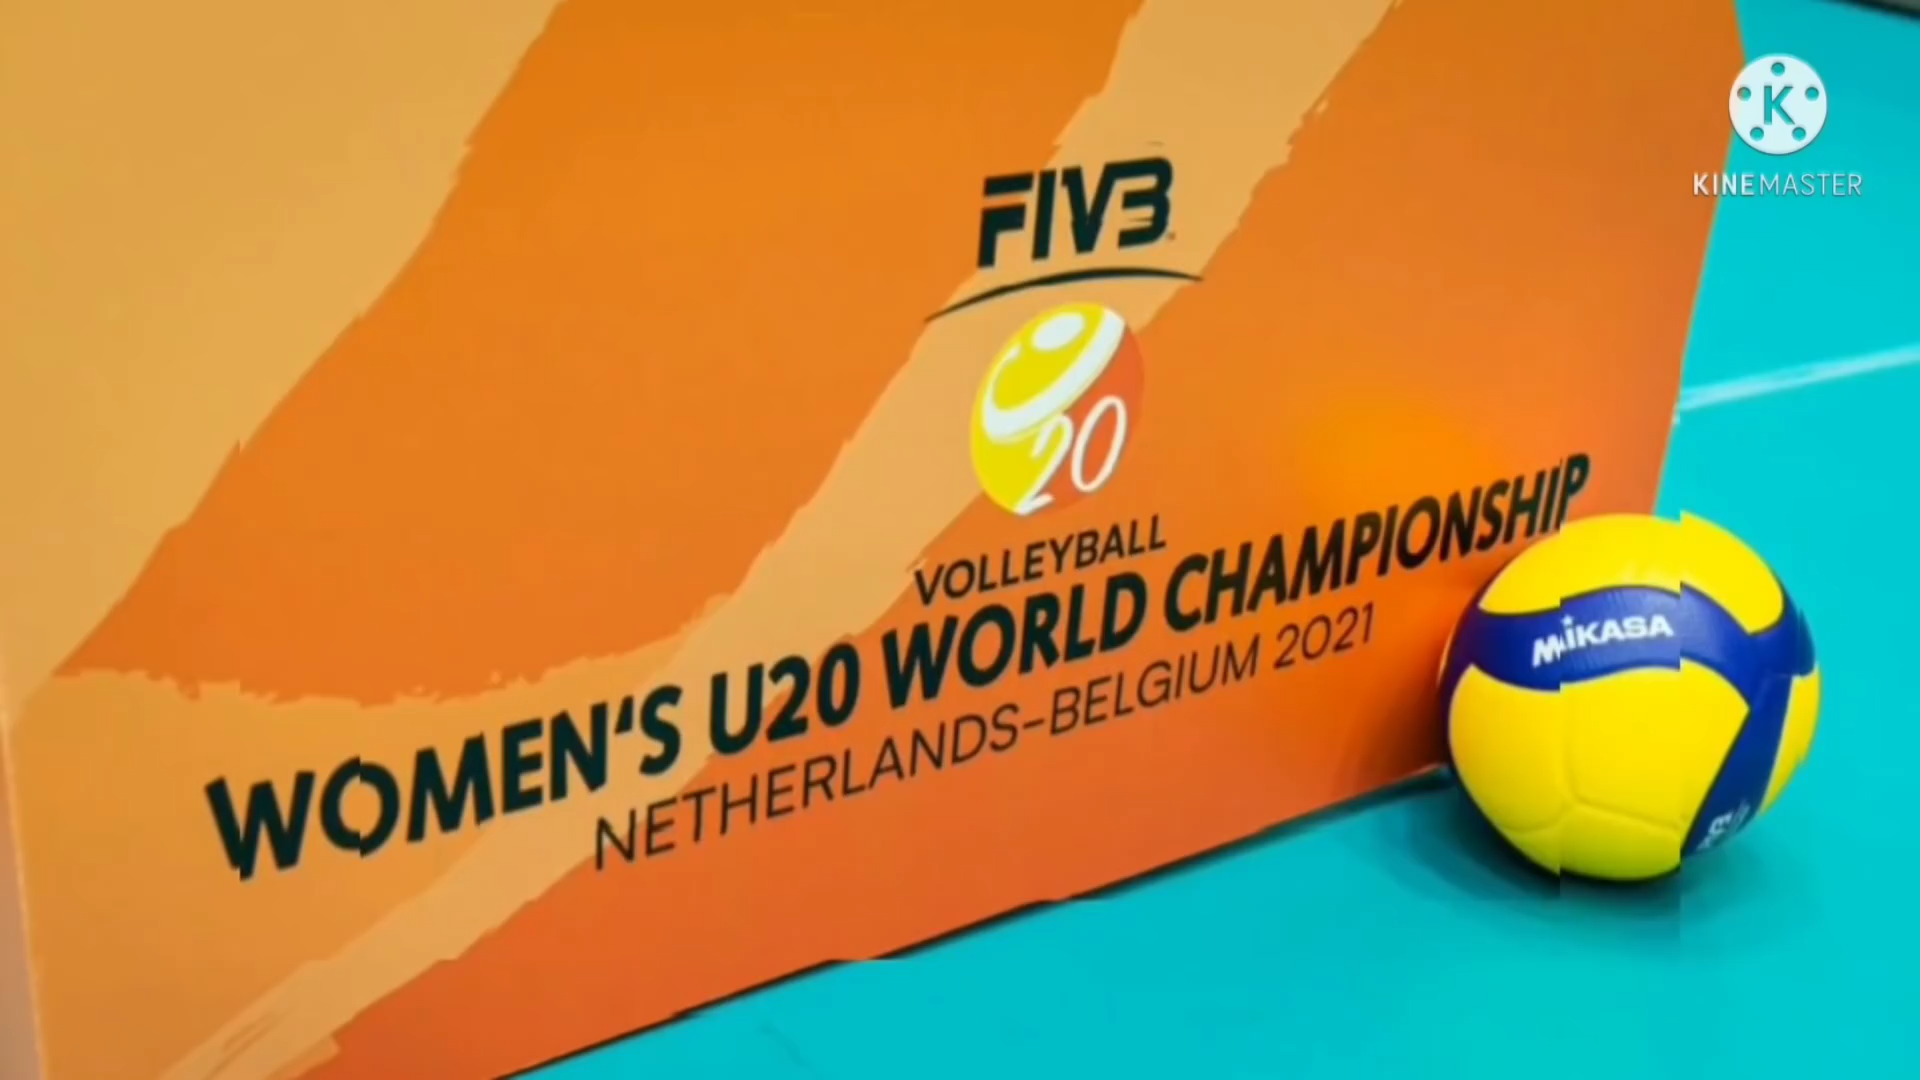 FIVB
20
VOLLEYBALL
WOMEN'S U20 WORLD CHAMPIONSHIP
NETHERLANDS-BELGIUM 2021
MIKASA
K
KINEMASTER